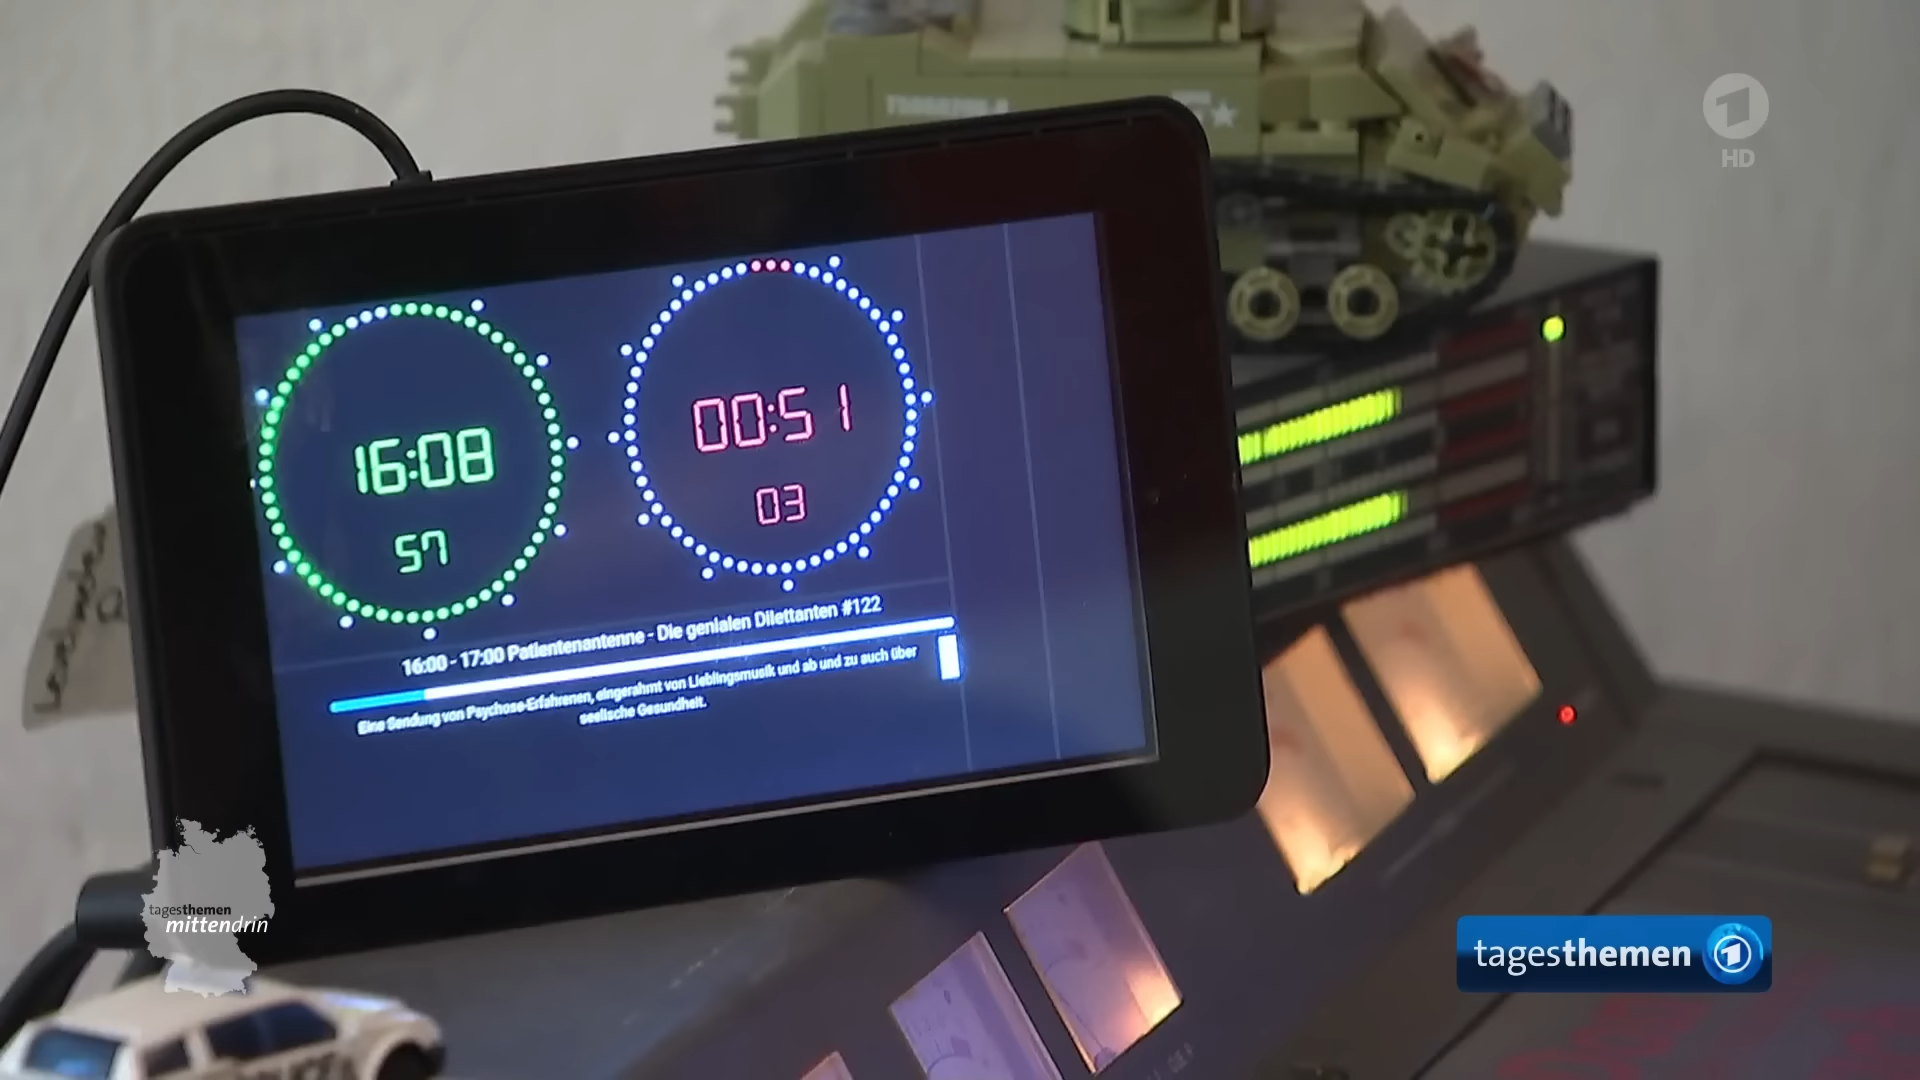 HD
16:08
57
00:51
03
16:00 - 17:00 Patientenantenne - Die genialen Dilettanten #122
Eine Sendung von Psychose-Erfahrenen, eingerahmt von Lieblingsmusik und ab und zu auch über
seelische Gesundheit.
tagesthemen
mittendrin
tagesthemen